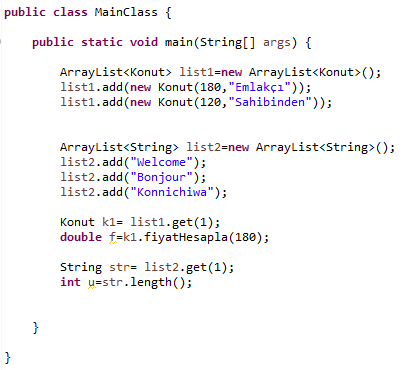 public class MainClass {
public static void main(String[] args) {
ArrayList<Konut> list1=new ArrayList<Konut>();
list1.add(new Konut(180,"Emlakçı"));
list1.add(new Konut(120,"Sahibinden"));
ArrayList<String> list2=new ArrayList<String>();
list2.add("Welcome");
list2.add("Bonjour");
list2.add("Konnichiwa");
Konut k1= list1.get(1);
double f=k1.fiyatHesapla(180);
String str= list2.get(1);
int u=str.length();
}
}